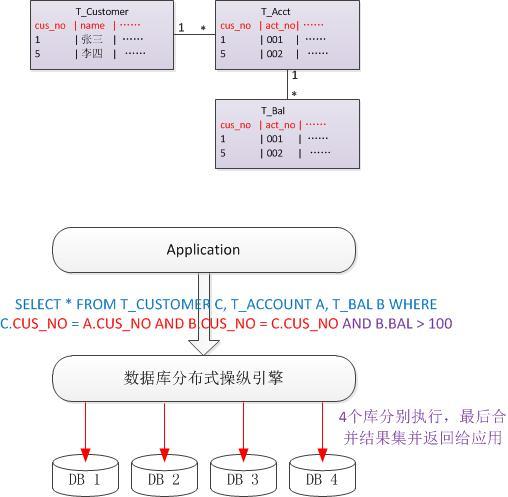 T_Customer
cus_no | name | ……
1 | 张三 | ……
5 | 李四 | ……
1 *
T_Acct
cus_no | act_no | ……
1 | 001 | ……
5 | 002 | ……
1
*
T_Bal
cus_no | act_no | ……
1 | 001 | ……
5 | 002 | ……
Application
SELECT * FROM T_CUSTOMER C, T_ACCOUNT A, T_BAL B WHERE
C.CUS_NO = A.CUS_NO AND B.CUS_NO = C.CUS_NO AND B.BAL > 100
数据库分布式操纵引擎
4个库分别执行，最后合
并结果集并返回给应用
DB 1
DB 2
DB 3
DB 4